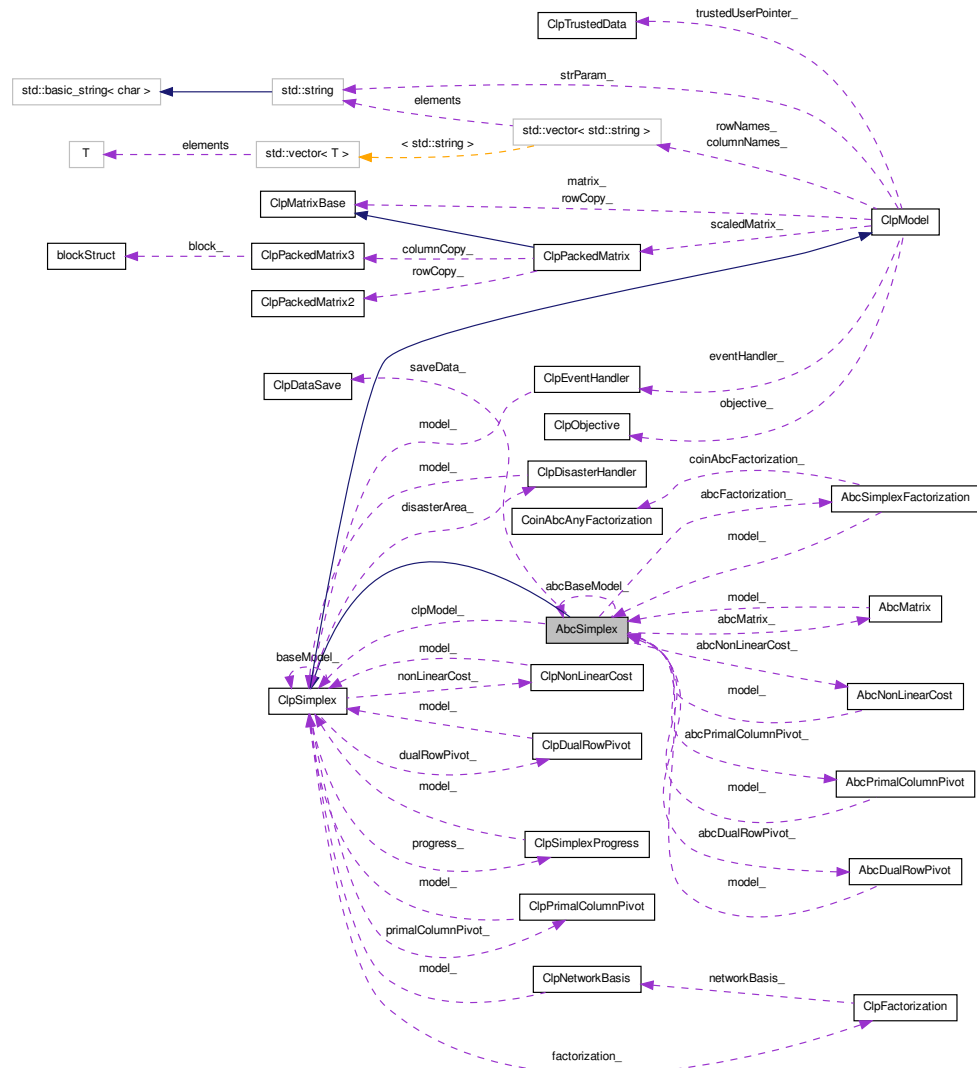 trustedUserPointer_
ClpTrustedData
strParam_
std::basic_string< char >
std::string
elements
std::vector< std::string >
rowNames_
columnNames_
T
elements
std::vector< T >
< std::string >
matrix_
rowCopy_
ClpMatrixBase
ClpModel
scaledMatrix_
blockStruct
block_
ClpPackedMatrix3
columnCopy_
ClpPackedMatrix
rowCopy_
ClpPackedMatrix2
eventHandler_
saveData_
ClpDataSave
ClpEventHandler
objective_
model_
ClpObjective
model_
ClpDisasterHandler
coinAbcFactorization_
abcFactorization_
AbcSimplexFactorization
disasterArea_
CoinAbcAnyFactorization
model_
abcBaseModel_
clpModel_
AbcSimplex
model_
abcMatrix_
AbcMatrix
baseModel_
model_
abcNonLinearCost_
ClpSimplex
nonLinearCost_
ClpNonLinearCost
model_
AbcNonLinearCost
model_
ClpDualRowPivot
abcPrimalColumnPivot_
dualRowPivot_
model_
model_
AbcPrimalColumnPivot
abcDualRowPivot_
progress_
ClpSimplexProgress
model_
model_
AbcDualRowPivot
ClpPrimalColumnPivot
primalColumnPivot_
model_
ClpNetworkBasis
networkBasis_
ClpFactorization
factorization_